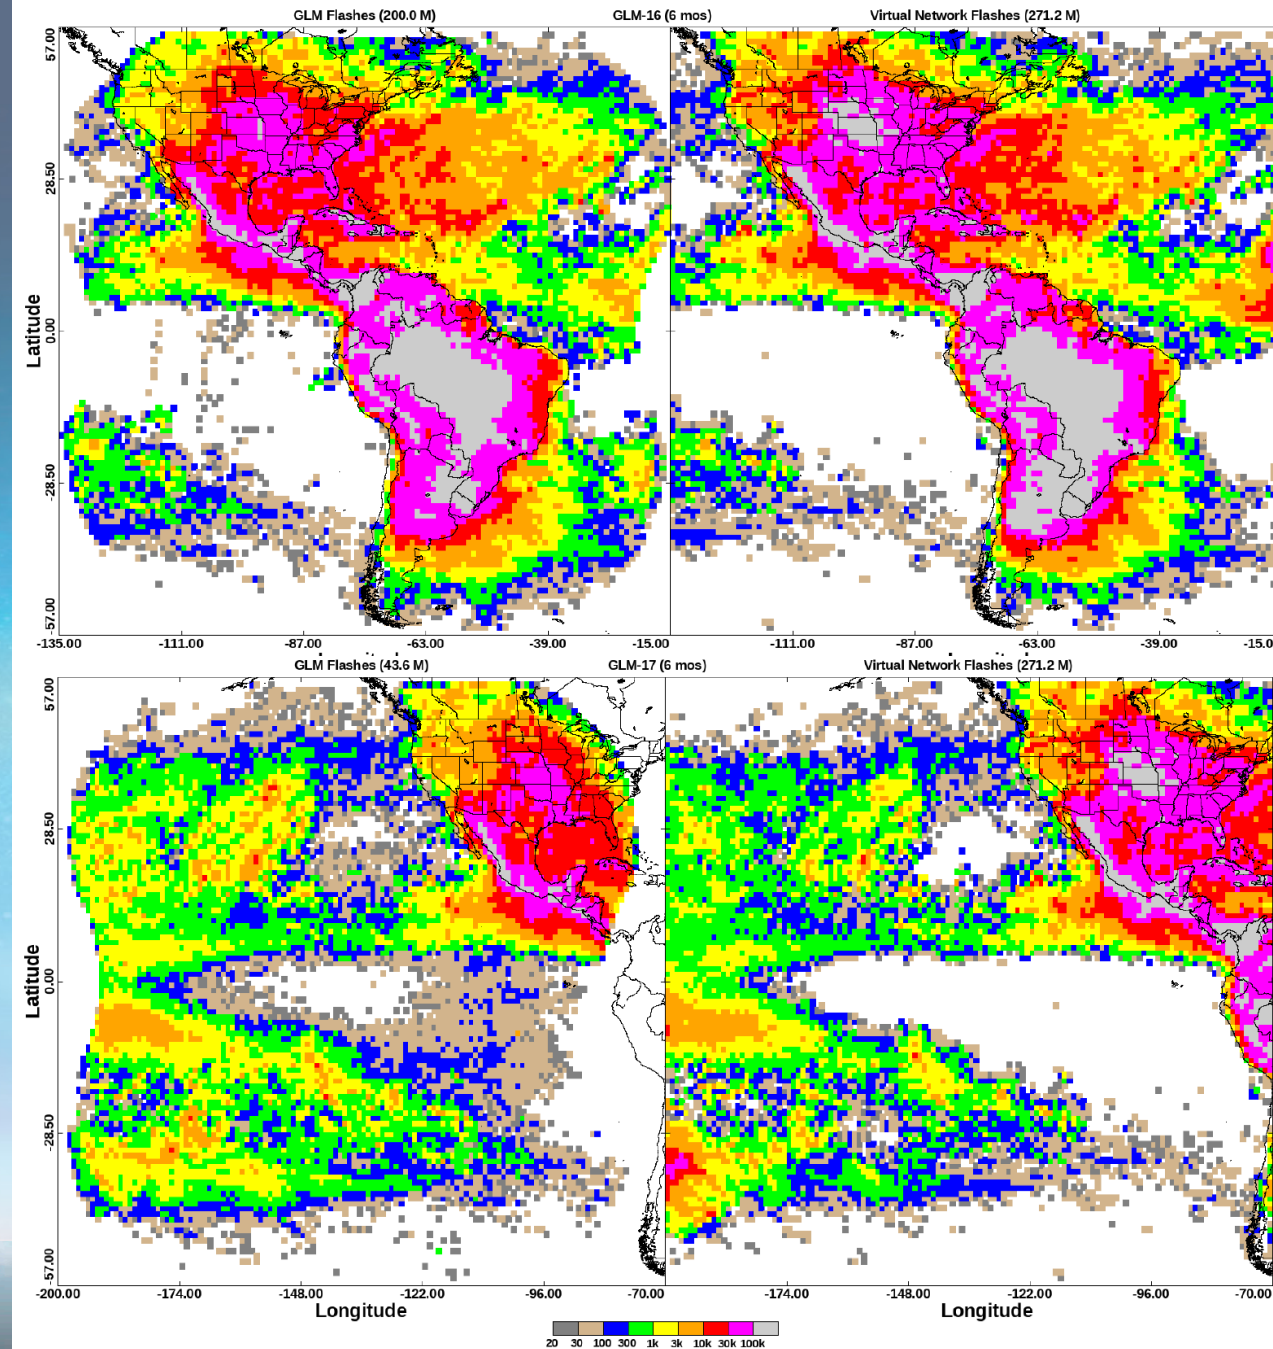 GLM Flashes (200.0 M) GLM-16 (6 mos) Virtual Network Flashes (271.2 M)
57.00
28.50
0.00
-28.50
-57.00
Latitude
-135.00 -111.00 -87.00 -63.00 -39.00 -15.00
-111.00 -87.00 -63.00 -39.00 -15.0
GLM Flashes (43.6 M) GLM-17 (6 mos) Virtual Network Flashes (271.2 M)
57.00
28.50
0.00
-28.50
-57.00
Latitude
-200.00 -174.00 -148.00 -122.00 -96.00 -70.00
-174.00 -148.00 -122.00 -96.00 -70.00
Longitude Longitude
20 30 100 300 1k 3k 10k 30k 100k